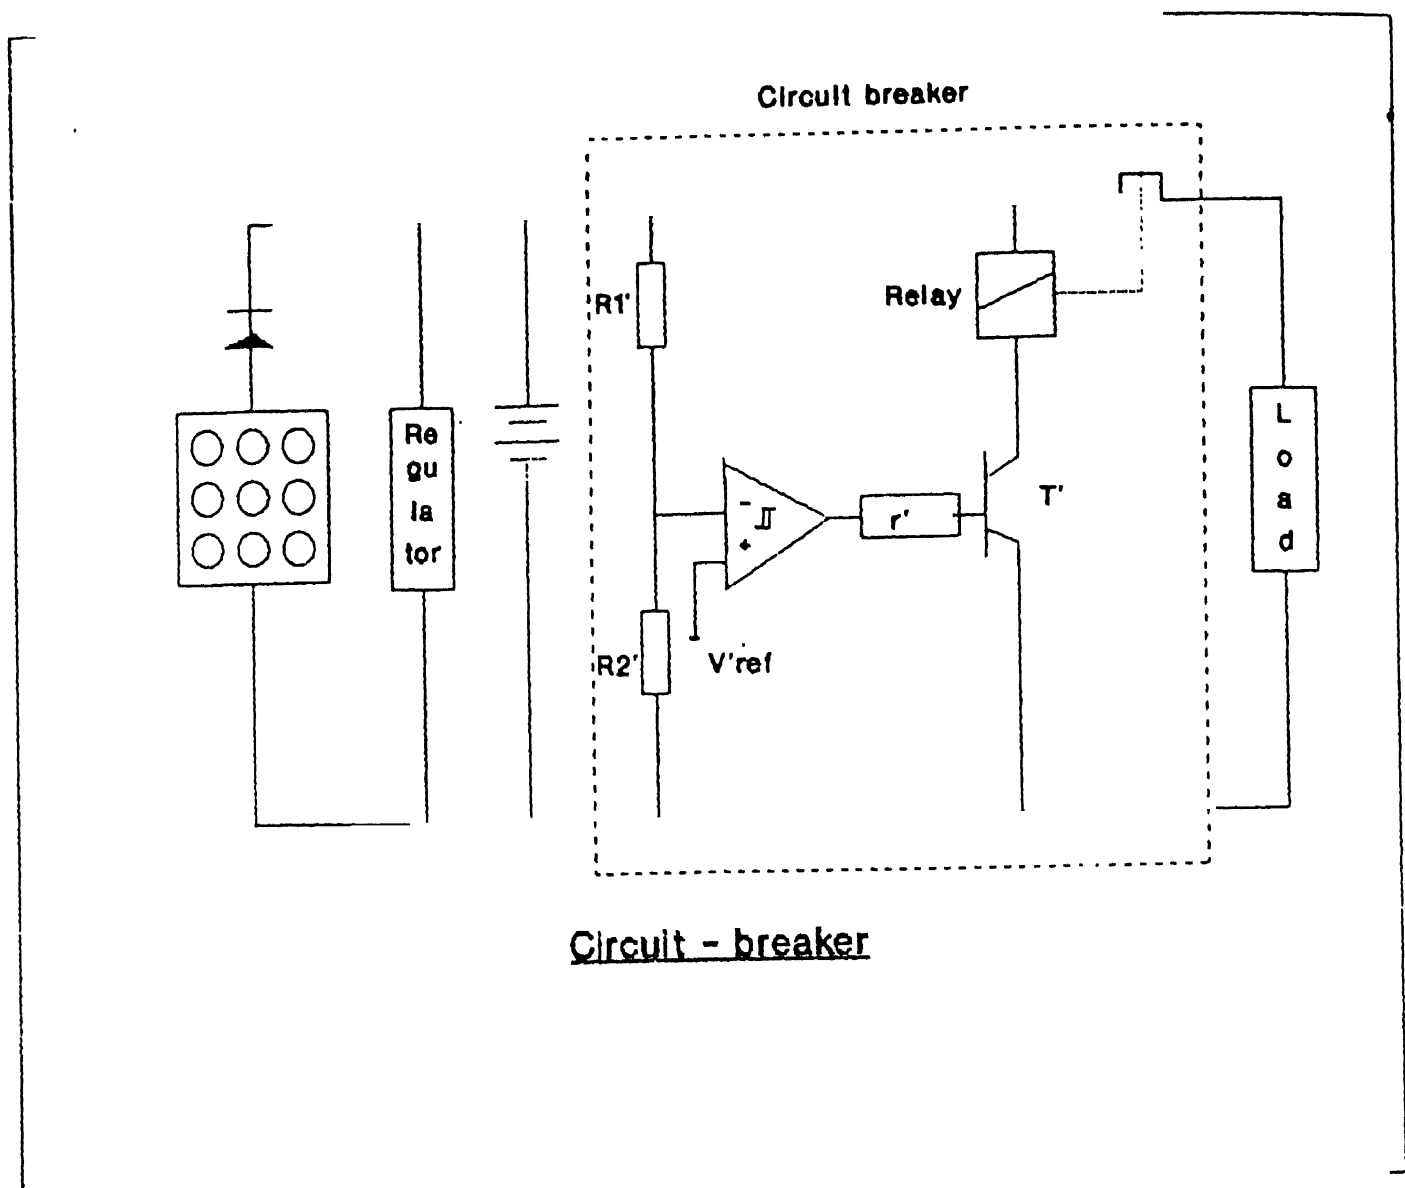 Circuit breaker
R1'
Relay
Re
gu
la
tor
L
o
a
d
-
+
r'
T'
R2'
V'ref
Circuit - breaker